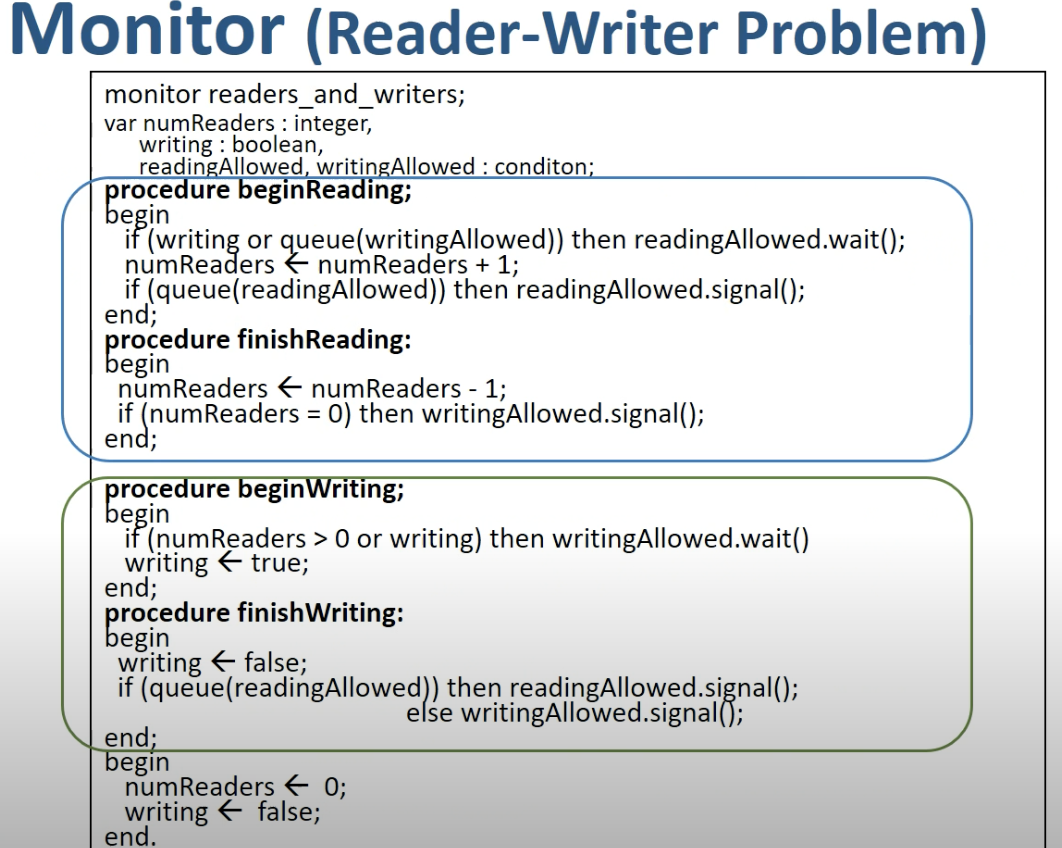 Monitor (Reader-Writer Problem)
monitor readers_and_writers;
var numReaders : integer,
writing : boolean,
readingAllowed, writingAllowed : conditon;
procedure beginReading;
begin
if (writing or queue(writingAllowed)) then readingAllowed.wait();
numReaders ← numReaders + 1;
if (queue(readingAllowed)) then readingAllowed.signal();
end;
procedure finishReading:
begin
numReaders ← numReaders - 1;
if (numReaders = 0) then writingAllowed.signal();
end;
procedure beginWriting;
begin
if (numReaders > 0 or writing) then writingAllowed.wait()
writing ← true;
end;
procedure finishWriting:
begin
writing ← false;
if (queue(readingAllowed)) then readingAllowed.signal();
else writingAllowed.signal();
end;
begin
numReaders ← 0;
writing ← false;
end.